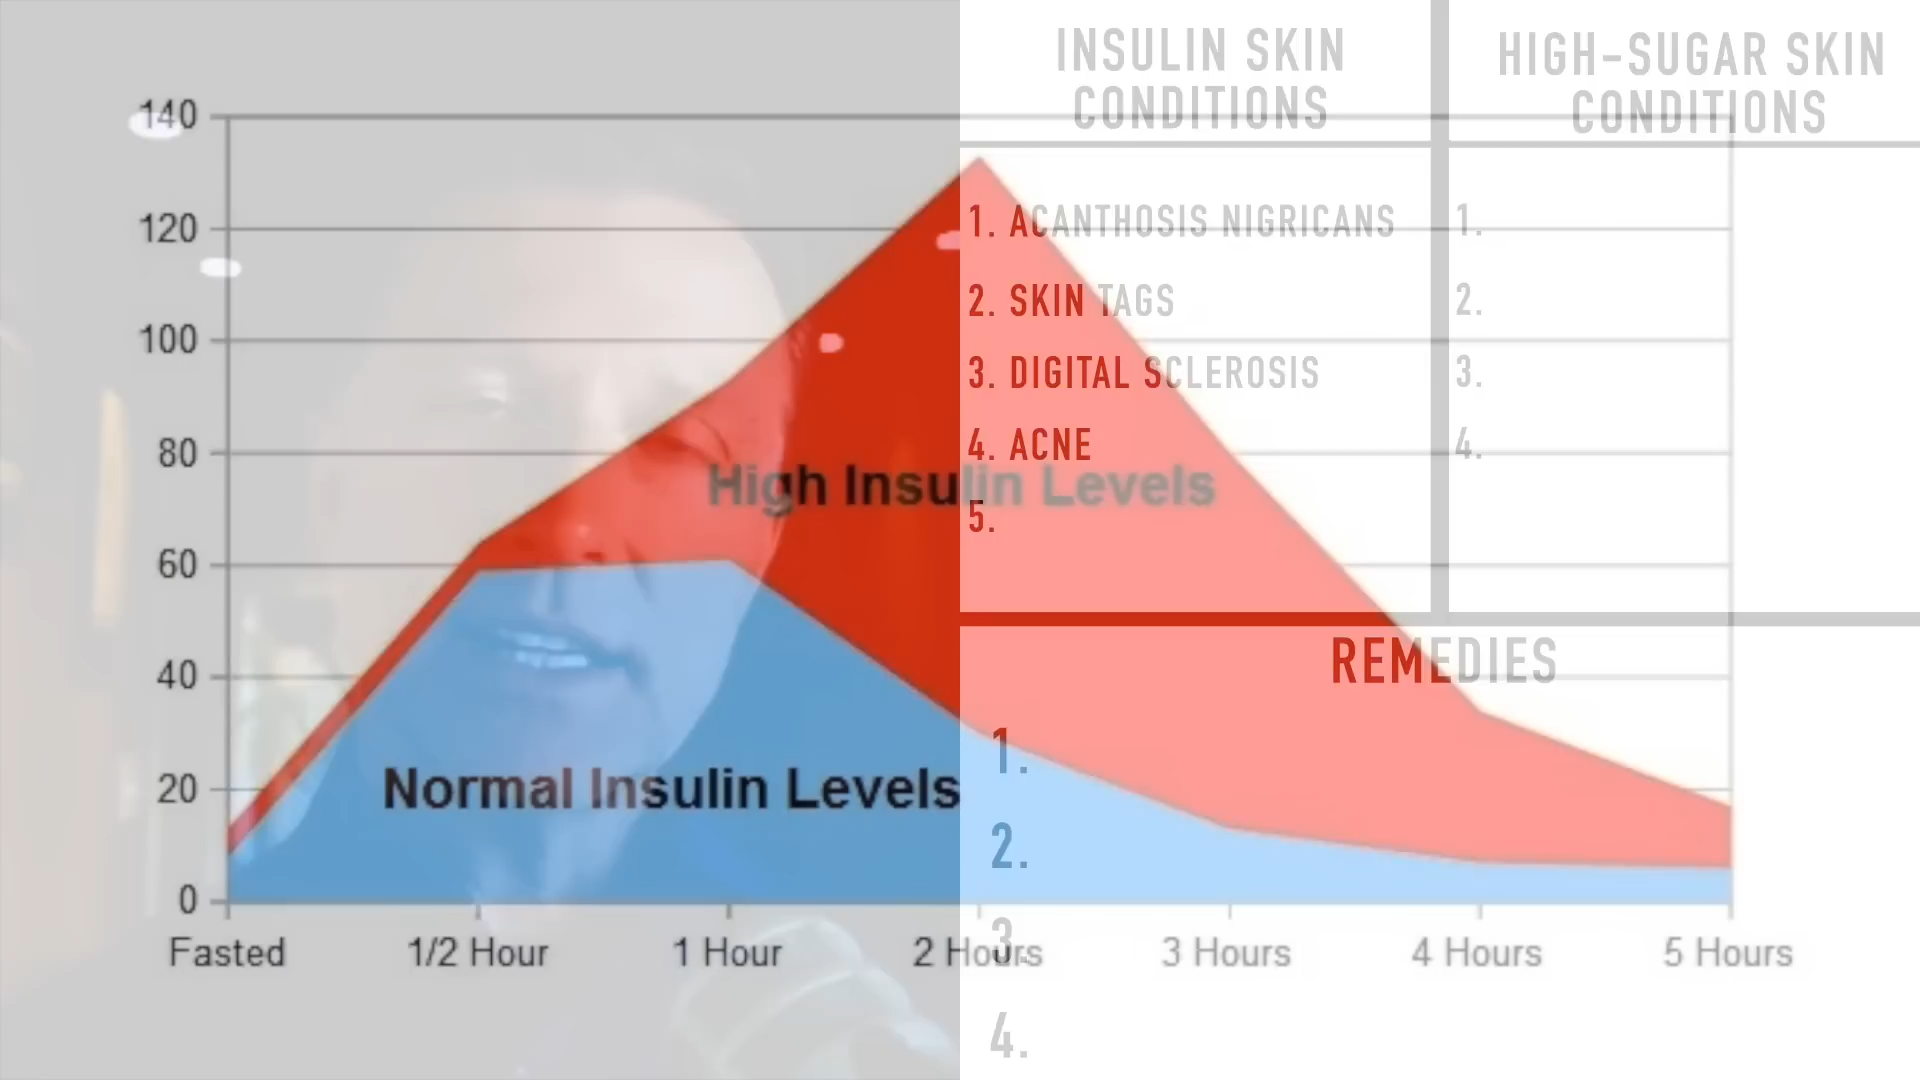 INSULIN SKIN
CONDITIONS
HIGH-SUGAR SKIN
CONDITIONS
1. ACANTHOSIS NIGRICANS
2. SKIN TAGS
3. DIGITAL SCLEROSIS
4. ACNE
5.
1.
2.
3.
4.
REMEDIES
1.
2.
3.
4.
140
120
100
80
60
40
20
0
High Insulin Levels
Normal Insulin Levels
Fasted
1/2 Hour
1 Hour
2 Hours
3 Hours
4 Hours
5 Hours